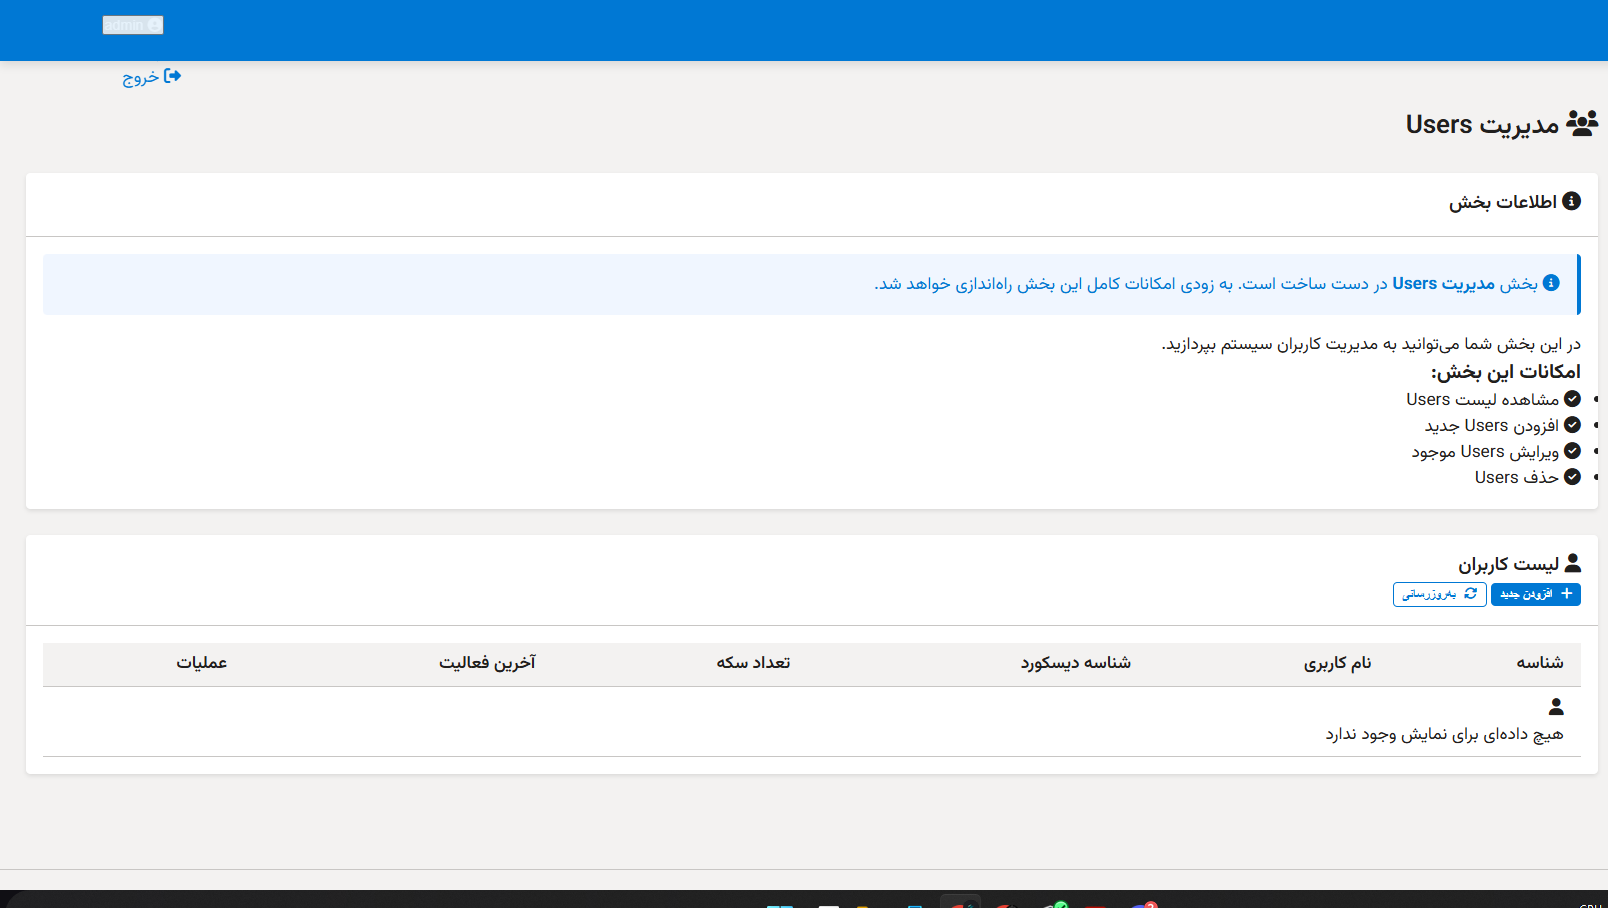 admin
خروج
مدیریت Users
اطلاعات بخش
بخش مدیریت Users در دست ساخت است. به زودی امکانات کامل این بخش راه‌اندازی خواهد شد.
در این بخش شما می‌توانید به مدیریت کاربران سیستم بپردازید.
امکانات این بخش:
مشاهده لیست Users
افزودن Users جدید
ویرایش Users موجود
حذف Users
لیست کاربران
افزودن جدید به‌روزرسانی
شناسه نام کاربری شناسه دیسکورد تعداد سکه آخرین فعالیت عملیات
هیچ داده‌ای برای نمایش وجود ندارد